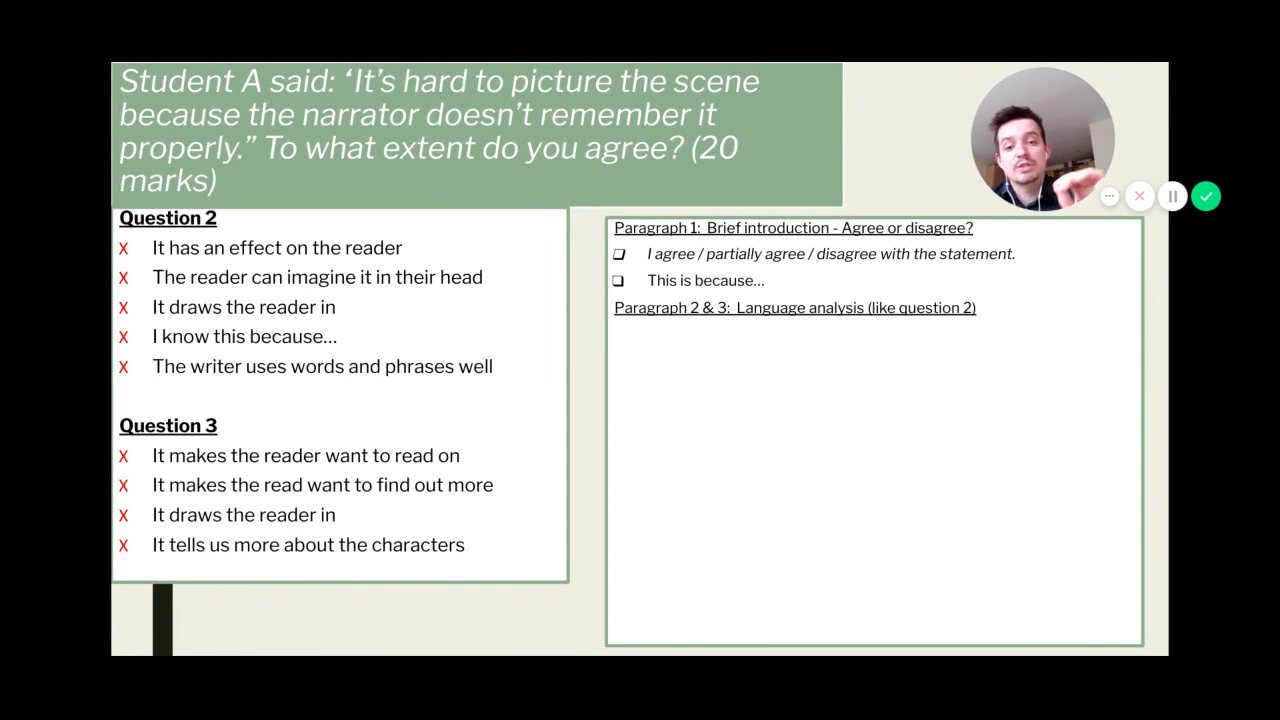 Student A said: ‘It’s hard to picture the scene
because the narrator doesn’t remember it
properly.” To what extent do you agree? (20
marks)
Question 2
X It has an effect on the reader
X The reader can imagine it in their head
X It draws the reader in
X I know this because...
X The writer uses words and phrases well
Question 3
X It makes the reader want to read on
X It makes the read want to find out more
X It draws the reader in
X It tells us more about the characters
Paragraph 1: Brief introduction - Agree or disagree?
❑ I agree / partially agree / disagree with the statement.
❑ This is because...
Paragraph 2 & 3: Language analysis (like question 2)